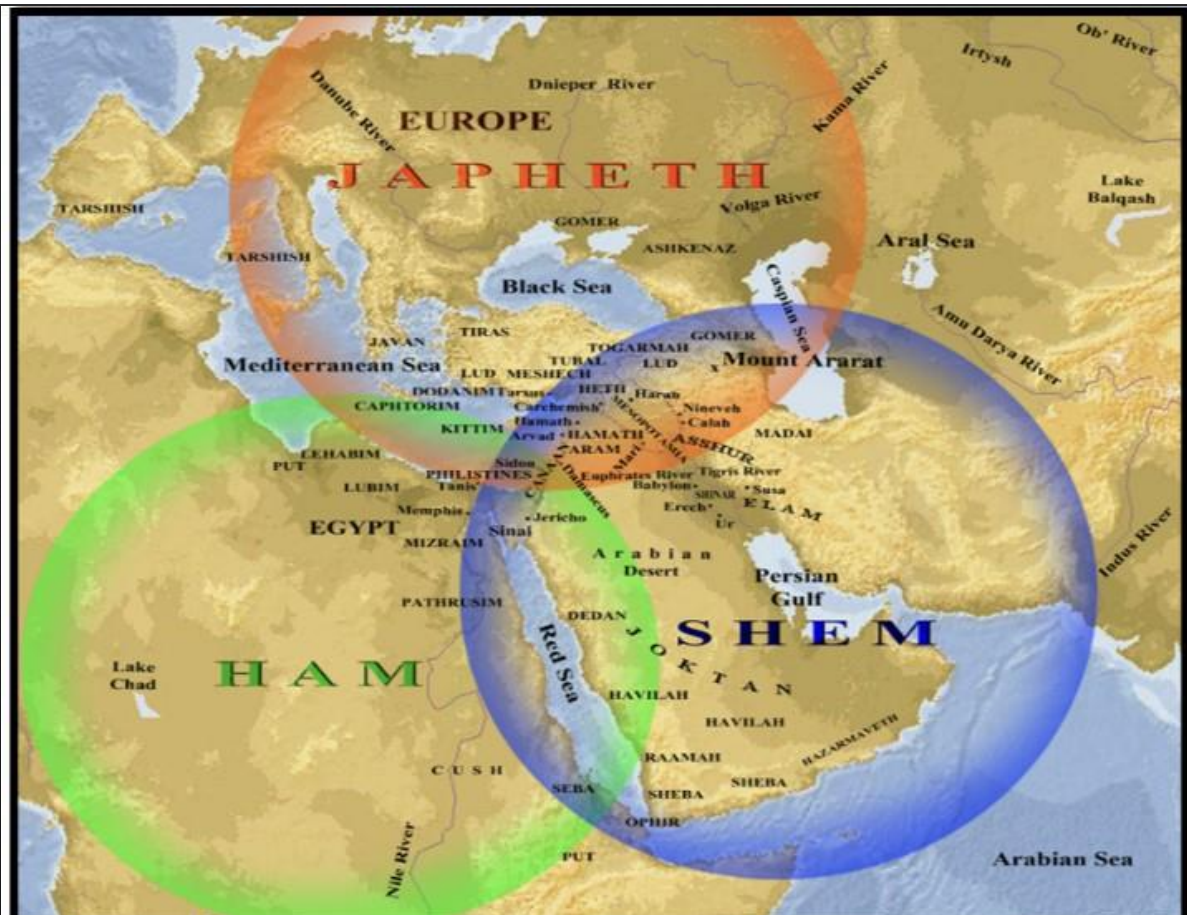 Ob' River
Irtysh
Danube River
Dnieper River
Kama River
EUROPE
JAPHETH
Lake
Balqash
TARSHISH
Volga River
GOMER
ASHKENAZ
Aral Sea
TARSHISH
Caspian Sea
Black Sea
Amu Darya River
TIRAS
JAVAN
GOMER
TOGARMAH
Mediterranean Sea
TUBAL
LUD
Mount Ararat
LUD
MESHECH
DODANIM
Tarsus
HETH
Haran
CAPHTORIM
Carchemish
MESOPOTAMIA
Nineveh
Hamath
Calah
KITTIM
Arvad
HAMATH
ASSHUR
MADAI
LEHABIM
ARAM
Mari
PUT
Sidon
CANAAN
PHILISTINES
Damascus
Euphrates River
Tigris River
LUBIM
Tanis
Babylon
SHINAR
Susa
Memphis
Erech
ELAM
EGYPT
Jericho
Ur
Sinai
MIZRAIM
Indus River
Arabian
Desert
Persian
Gulf
PATHRUSIM
DEDAN
Red Sea
SHEM
JOKTAN
HAM
Lake
Chad
HAVILAH
HAVILAH
HAZARMAVETH
RAAMAH
CUSH
SEBA
SHEBA
SHEBA
OPHIR
Nile River
PUT
Arabian Sea